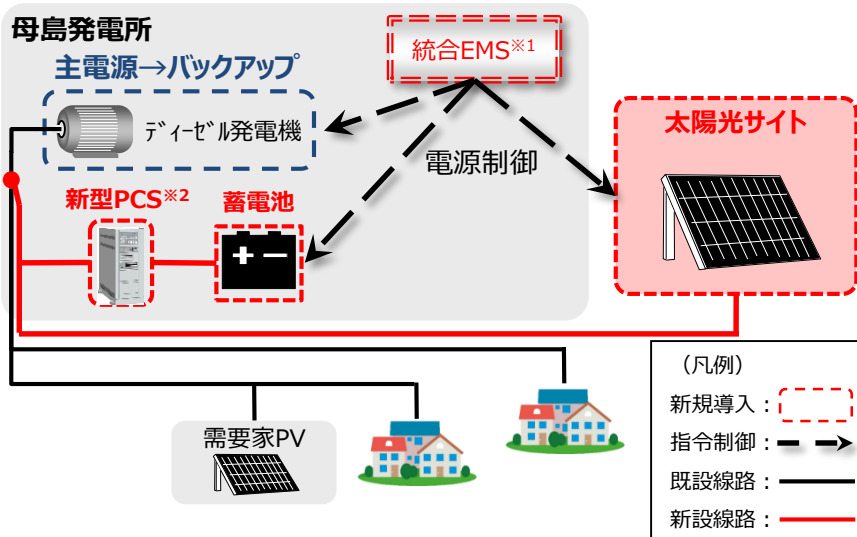 母島発電所
主電源→バックアップ
統合EMS※1
ディーゼル発電機
太陽光サイト
電源制御
新型PCS※2
蓄電池
需要家PV
（凡例）
新規導入：
指令制御：
既設線路：
新設線路：